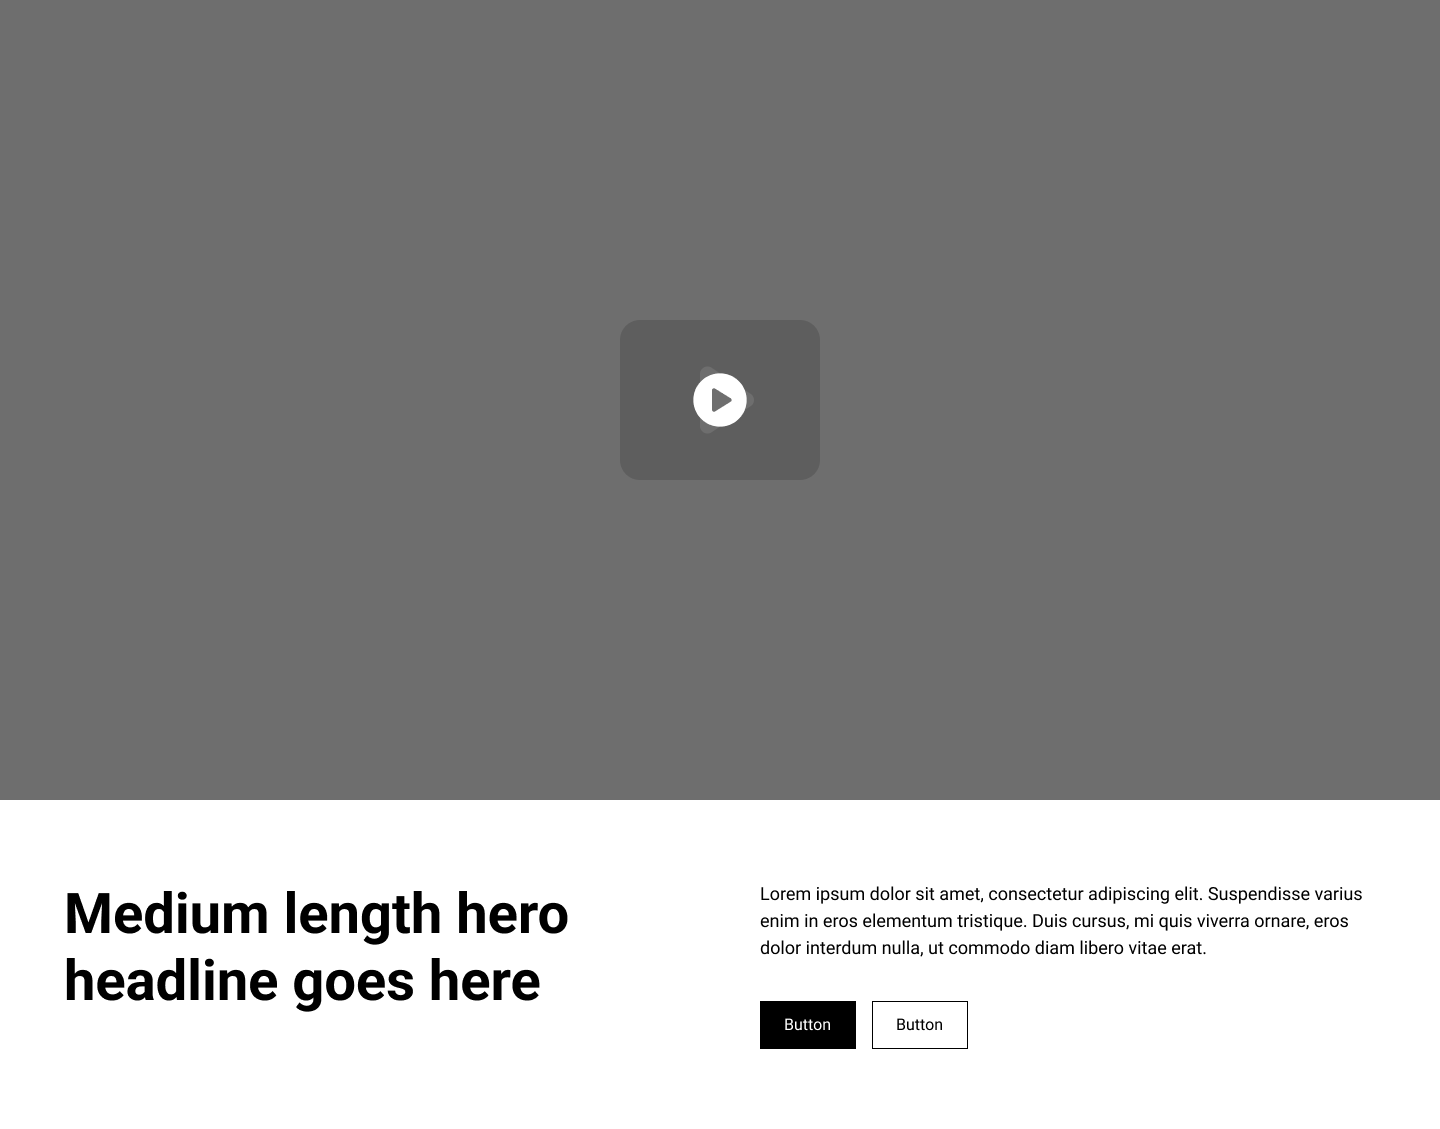 Medium length hero
headline goes here
Lorem ipsum dolor sit amet, consectetur adipiscing elit. Suspendisse varius
enim in eros elementum tristique. Duis cursus, mi quis viverra ornare, eros
dolor interdum nulla, ut commodo diam libero vitae erat.
Button
Button